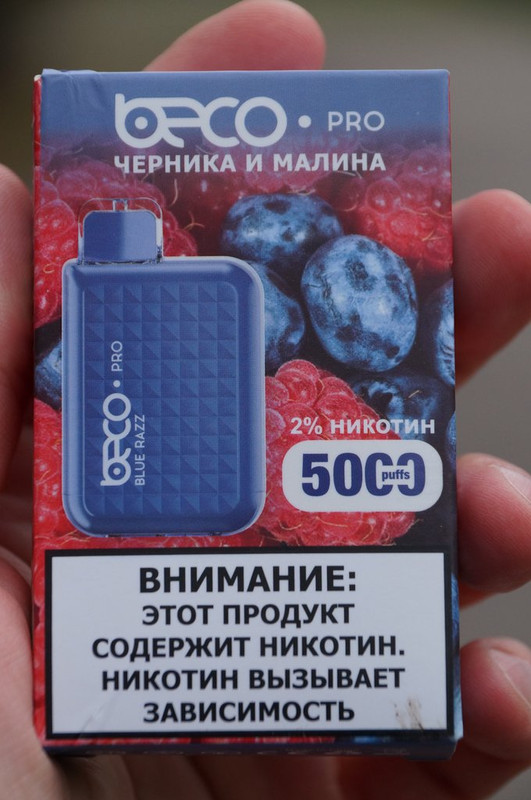 beco • PRO
ЧЕРНИКА И МАЛИНА
beco • PRO
BLUE RAZZ
2% НИКОТИН
5000 puffs
ВНИМАНИЕ:
ЭТОТ ПРОДУКТ
СОДЕРЖИТ НИКОТИН.
НИКОТИН ВЫЗЫВАЕТ
ЗАВИСИМОСТЬ